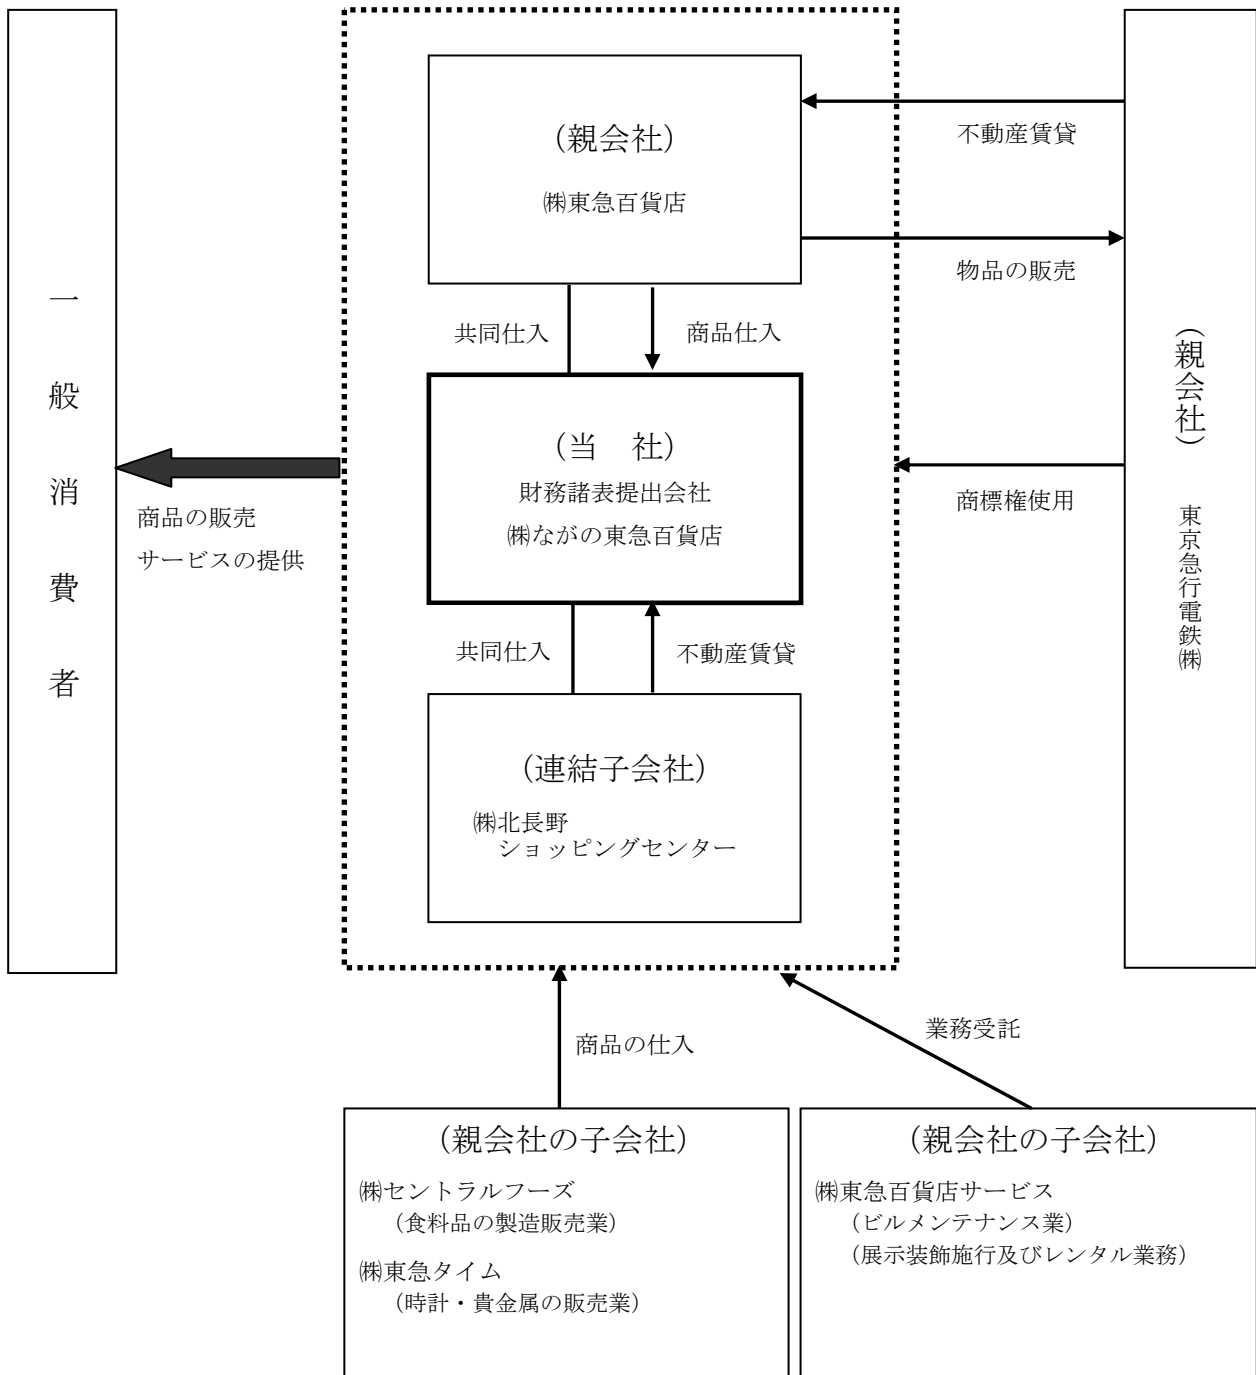 一般消費者
(親会社)
㈱東急百貨店
不動産賃貸
物品の販売
共同仕入
商品仕入
(当 社)
財務諸表提出会社
㈱ながの東急百貨店
商品の販売
サービスの提供
商標権使用
(親会社) 東京急行電鉄㈱
共同仕入
不動産賃貸
(連結子会社)
㈱北長野
ショッピングセンター
商品の仕入
業務受託
(親会社の子会社)
㈱セントラルフーズ
(食料品の製造販売業)
㈱東急タイム
(時計・貴金属の販売業)
(親会社の子会社)
㈱東急百貨店サービス
(ビルメンテナンス業)
(展示装飾施行及びレンタル業務)